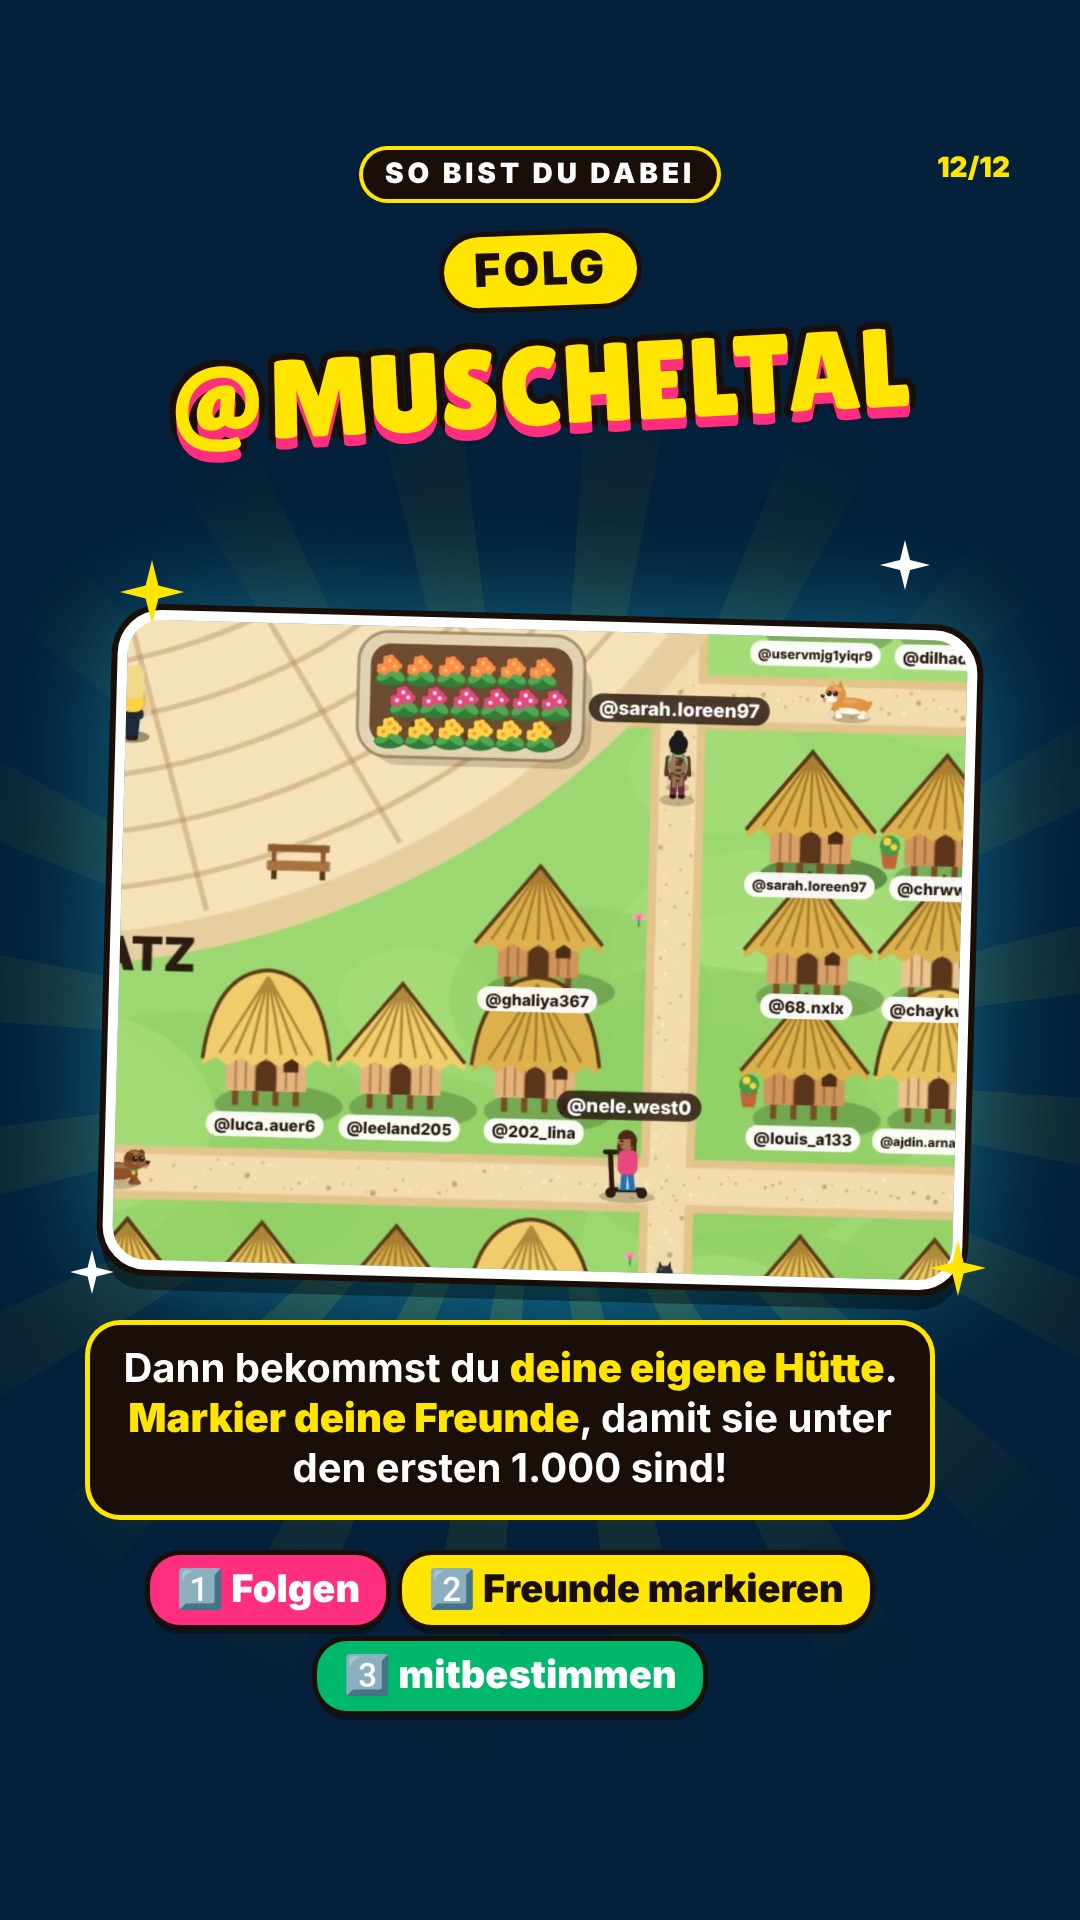 SO BIST DU DABEI
12/12
FOLG
@MUSCHELTAL
@uservmjg1yiqr9
@sarah.loreen97
@sarah.loreen97
ATZ
@ghaliya367
@68.nxlx
@nele.west0
@luca.auer6
@leeland205
@202_lina
@louis_a133
Dann bekommst du deine eigene Hütte.
Markier deine Freunde, damit sie unter
den ersten 1.000 sind!
1 Folgen
2 Freunde markieren
3 mitbestimmen